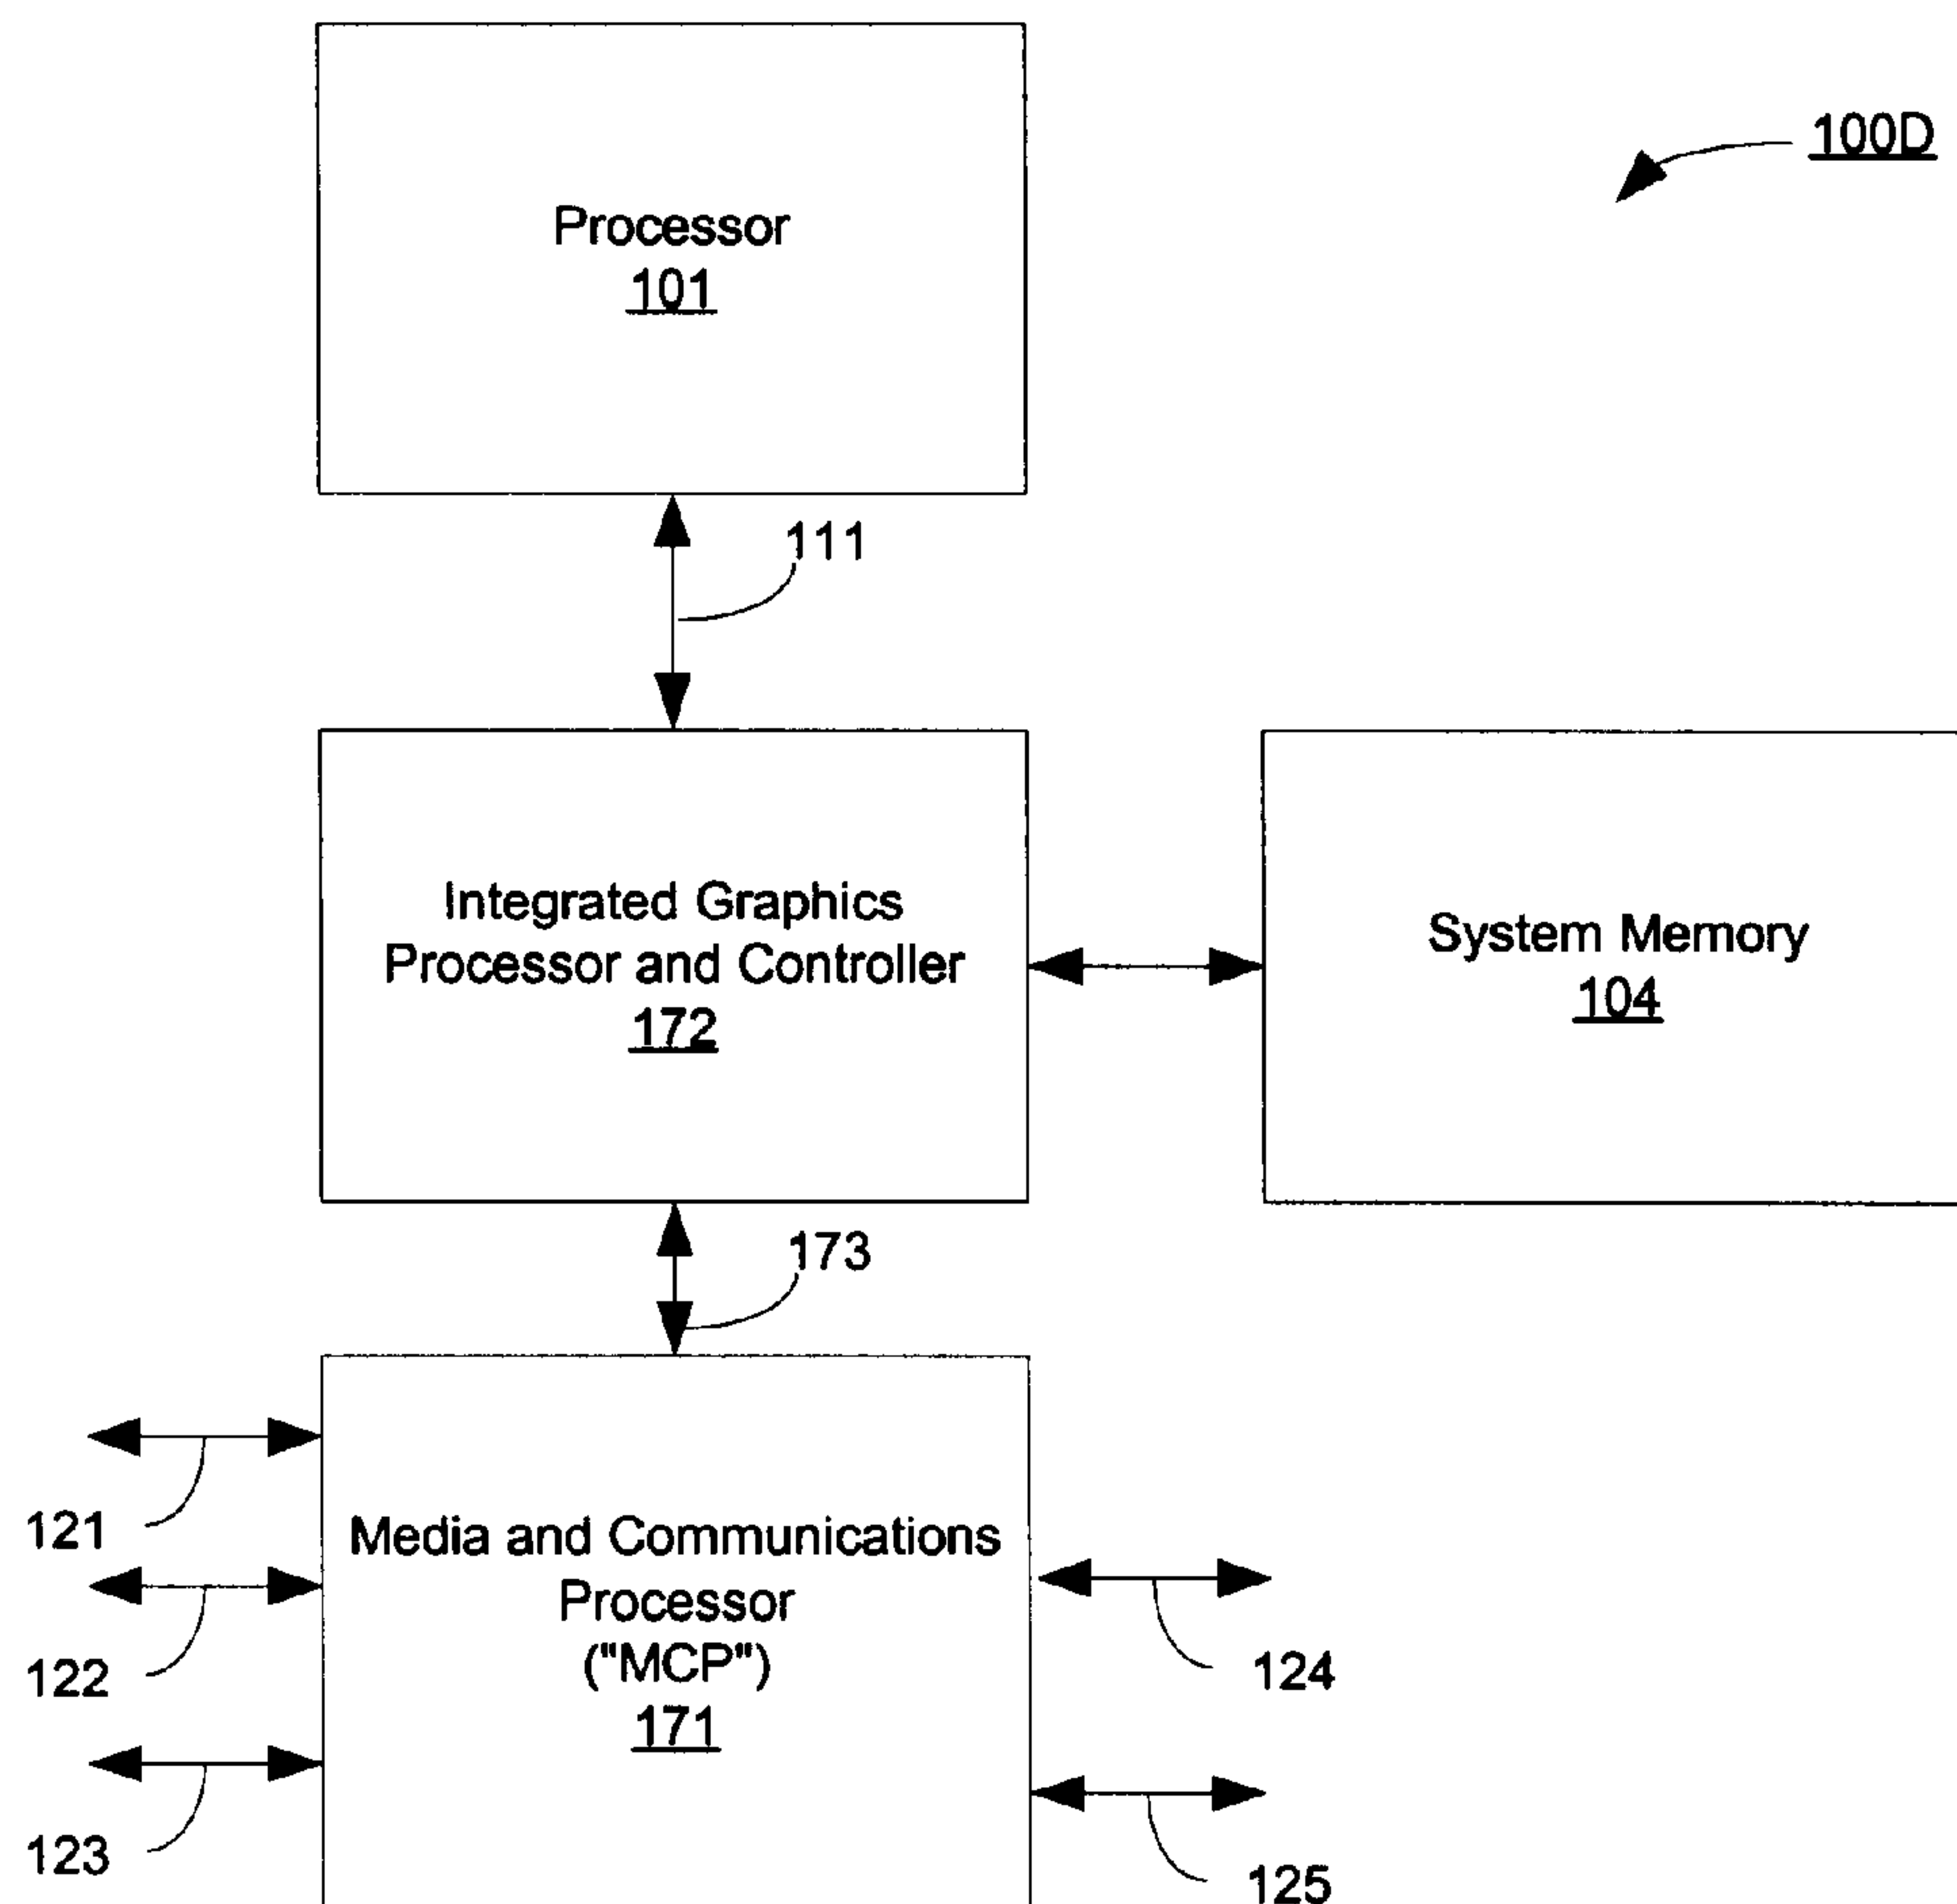 100D
Processor
101
111
Integrated Graphics
Processor and Controller
172
System Memory
104
173
121
Media and Communications
Processor
("MCP")
171
122
124
123
125